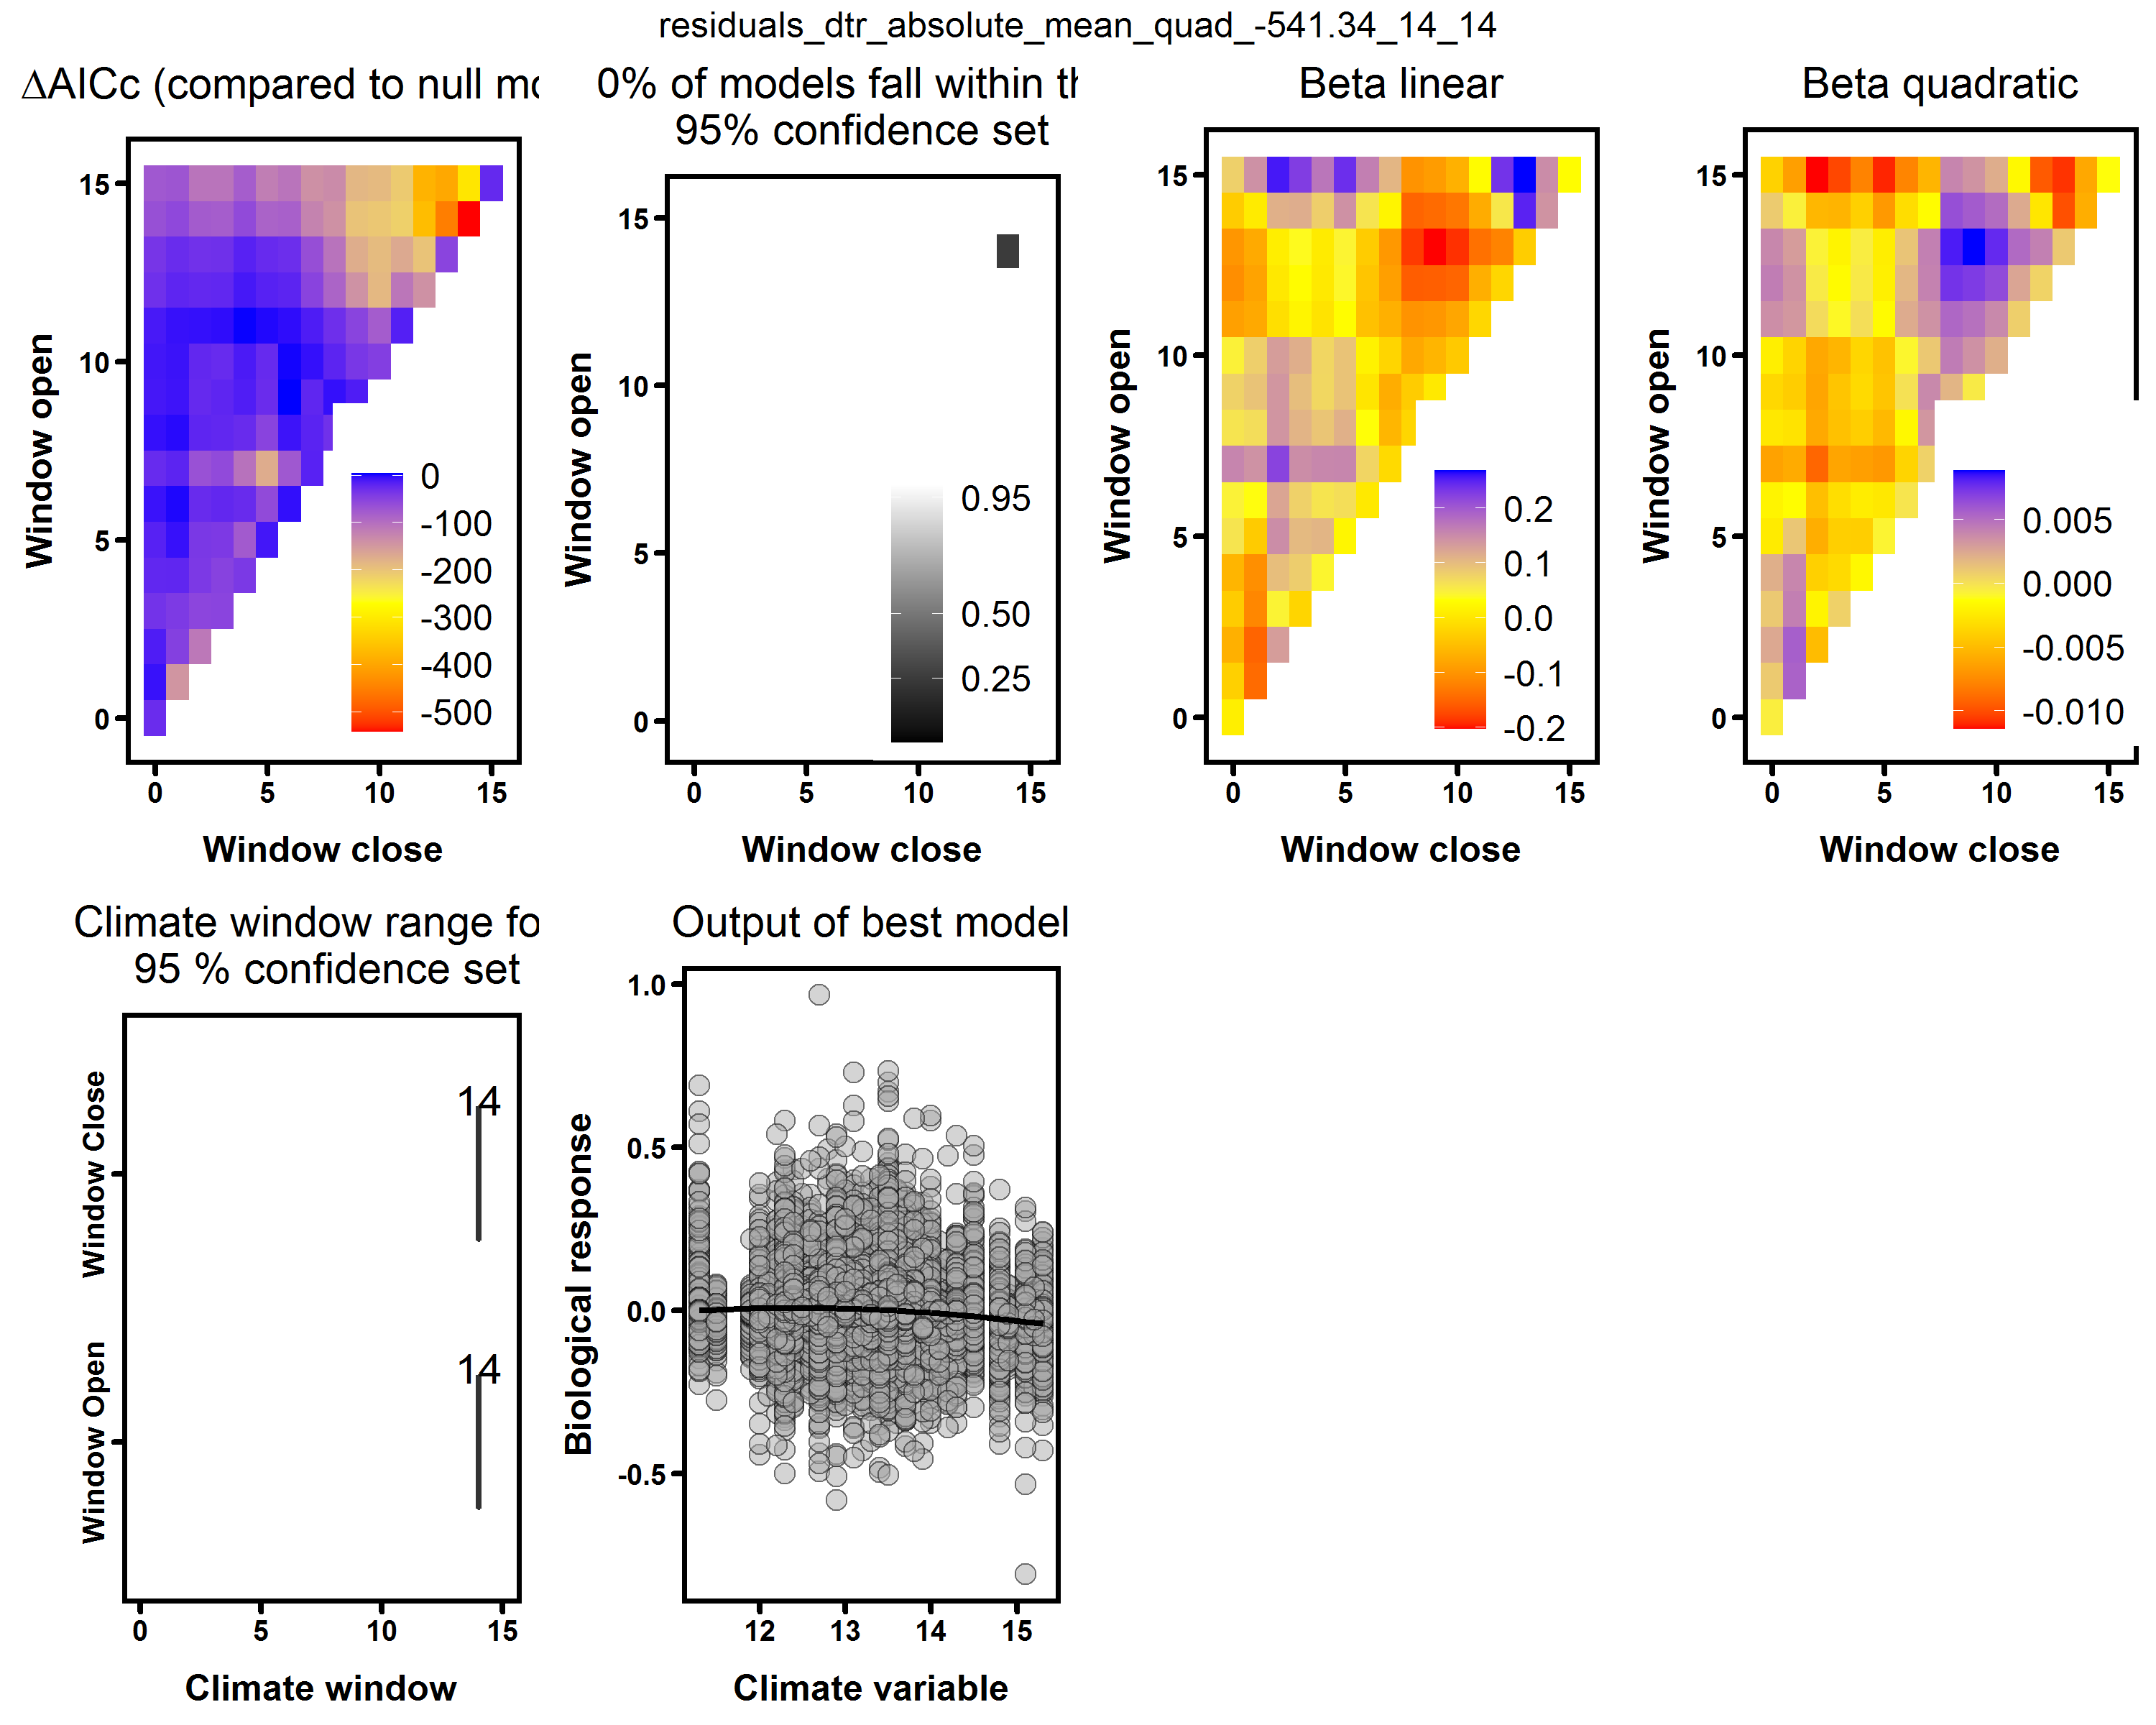 residuals_dtr_absolute_mean_quad_-541.34_14_14
ΔAICc (compared to null mo
0% of models fall within th
95% confidence set
Beta linear
Beta quadratic
Window open
15
10
5
0
0
-100
-200
-300
-400
-500
0 5 10 15
Window close
Window open
15
10
5
0
0.95
0.50
0.25
0 5 10 15
Window close
Window open
15
10
5
0
0.2
0.1
0.0
-0.1
-0.2
0 5 10 15
Window close
Window open
15
10
5
0
0.005
0.000
-0.005
-0.010
0 5 10 15
Window close
Climate window range fo
95 % confidence set
Window Close
Window Open
14
14
0 5 10 15
Climate window
Output of best model
Biological response
1.0
0.5
0.0
-0.5
12 13 14 15
Climate variable